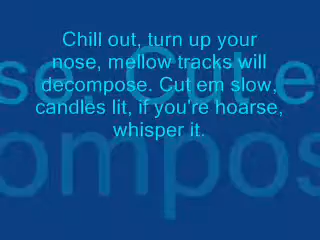 Chill out, turn up your
nose, mellow tracks will
decompose. Cut em slow,
candles lit, if you're hoarse,
whisper it.